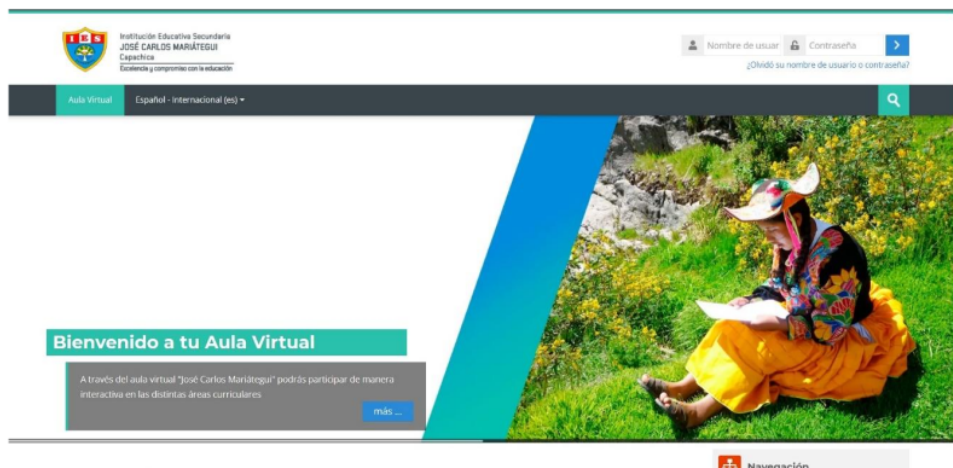 IES
Institución Educativa Secundaria
JOSÉ CARLOS MARIÁTEGUI
Capachica
Excelencia y compromiso con la educación
Nombre de usuar
Contraseña
¿Olvidó su nombre de usuario o contraseña?
Aula Virtual
Español - Internacional (es)
Bienvenido a tu Aula Virtual
A través del aula virtual "José Carlos Mariátegui" podrás participar de manera
interactiva en las distintas áreas curriculares
más ...
Navegación